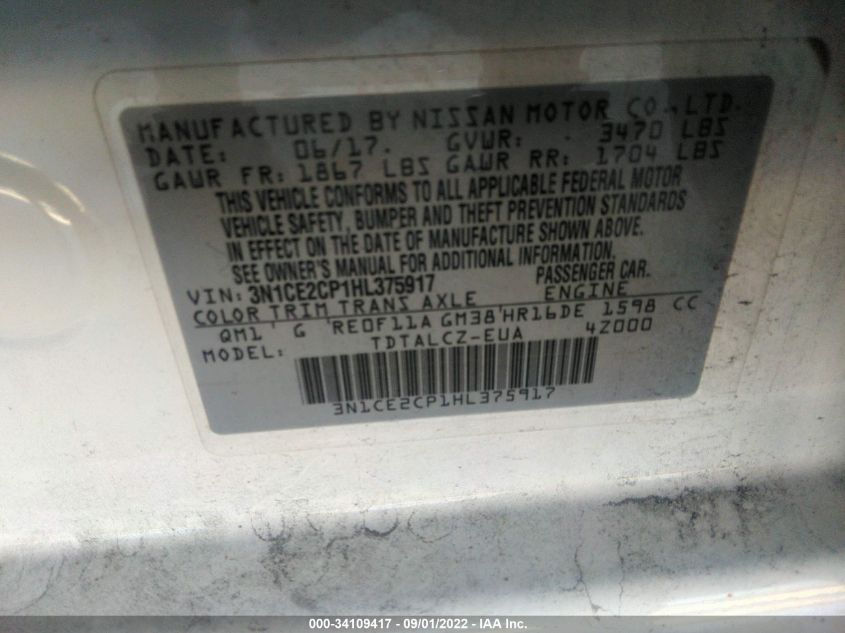 MANUFACTURED BY NISSAN MOTOR CO.,LTD.
DATE: 06/17. GVWR: 3470 LBS
GAWR FR: 1867 LBS GAWR RR: 1704 LBS
THIS VEHICLE CONFORMS TO ALL APPLICABLE FEDERAL MOTOR
VEHICLE SAFETY, BUMPER AND THEFT PREVENTION STANDARDS
IN EFFECT ON THE DATE OF MANUFACTURE SHOWN ABOVE.
SEE OWNER'S MANUAL FOR ADDITIONAL INFORMATION.
VIN: 3N1CE2CP1HL375917 PASSENGER CAR.
COLOR TRIM TRANS AXLE ENGINE
QM1 G RE0F11A GM38 HR16DE 1598 CC
MODEL: TDTALCZ-EUA 4Z000
3N1CE2CP1HL375917
000-34109417 - 09/01/2022 - IAA Inc.